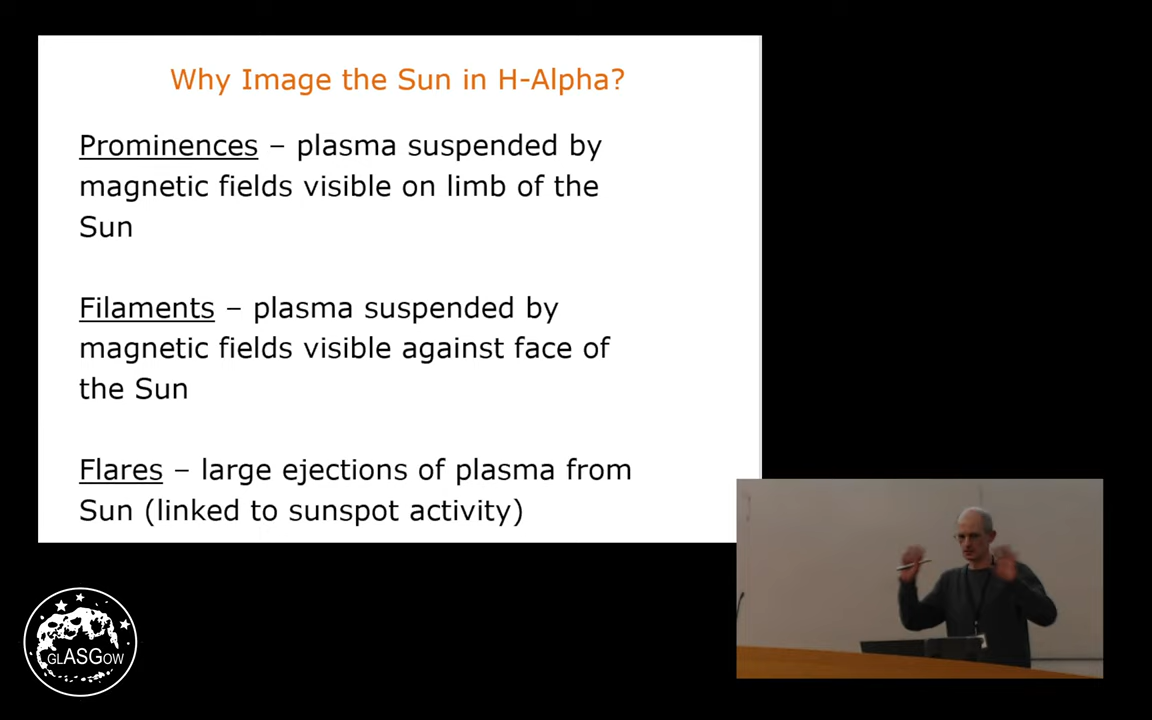 Why Image the Sun in H-Alpha?
Prominences – plasma suspended by
magnetic fields visible on limb of the
Sun
Filaments – plasma suspended by
magnetic fields visible against face of
the Sun
Flares – large ejections of plasma from
Sun (linked to sunspot activity)
GLASGOW